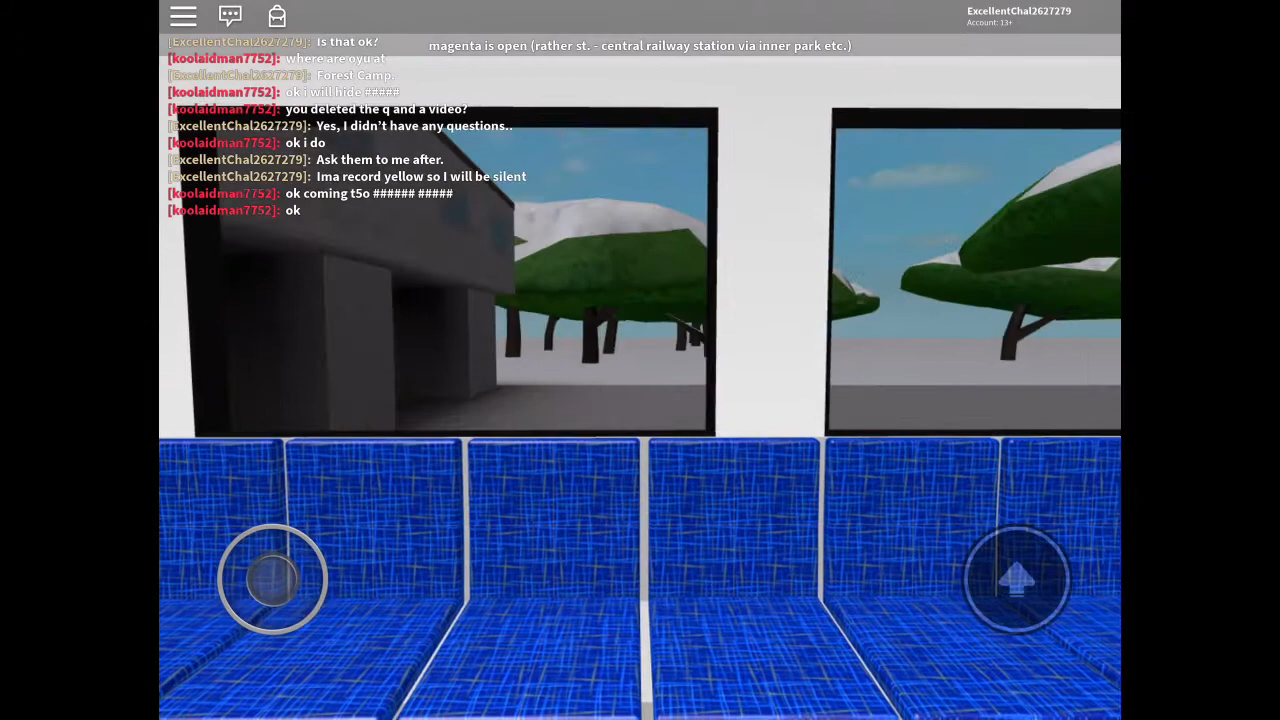 ExcellentChal2627279
Account: 13+
magenta is open (rather st. - central railway station via inner park etc.)
[ExcellentChal2627279]: Is that ok?
[koolaidman7752]: where are oyu at
[ExcellentChal2627279]: Forest Camp.
[koolaidman7752]: ok i will hide #####
[koolaidman7752]: you deleted the q and a video?
[ExcellentChal2627279]: Yes, I didn’t have any questions..
[koolaidman7752]: ok i do
[ExcellentChal2627279]: Ask them to me after.
[ExcellentChal2627279]: Ima record yellow so I will be silent
[koolaidman7752]: ok coming t5o ###### #####
[koolaidman7752]: ok